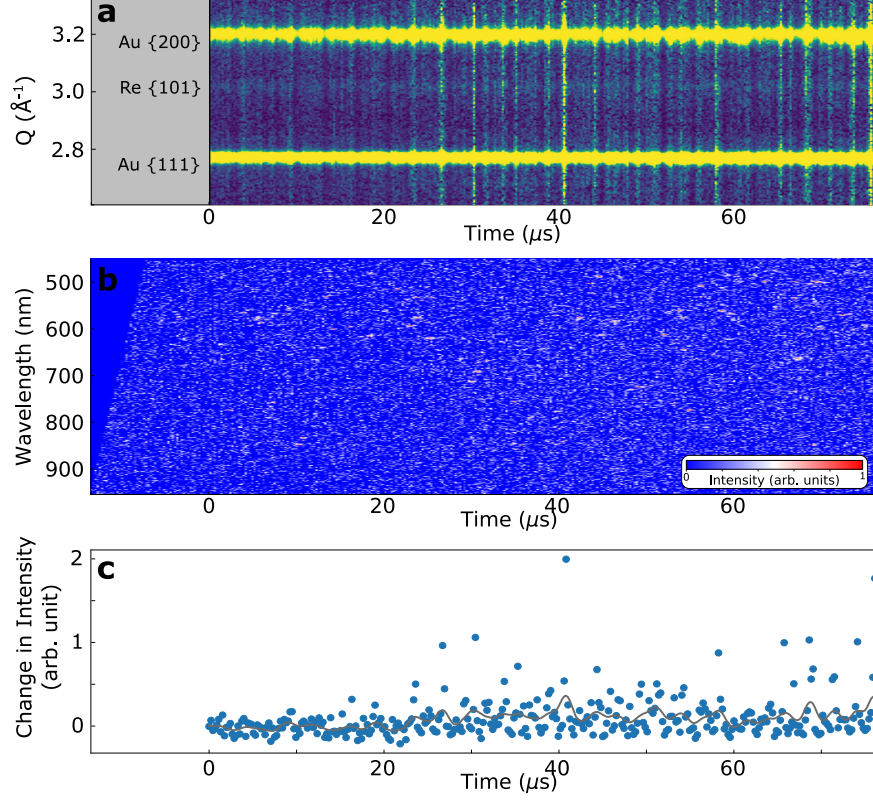 a
3.2
Au {200}
Re {101}
3.0
2.8
Au {111}
Q (Å-1)
0
20
40
60
Time (μs)
b
500
600
700
800
900
Wavelength (nm)
0
1
Intensity (arb. units)
0
20
40
60
Time (μs)
c
2
1
0
Change in Intensity
(arb. unit)
0
20
40
60
Time (μs)